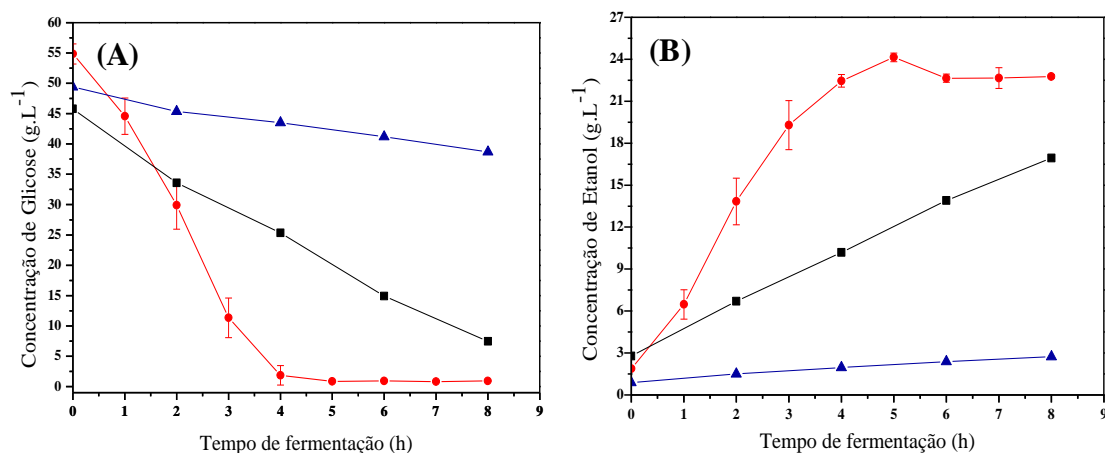 (A)
Concentração de Glicose (g.L⁻¹)
60
55
50
45
40
35
30
25
20
15
10
5
0
0 1 2 3 4 5 6 7 8 9
Tempo de fermentação (h)
(B)
Concentração de Etanol (g.L⁻¹)
27
24
21
18
15
12
9
6
3
0
0 1 2 3 4 5 6 7 8 9
Tempo de fermentação (h)